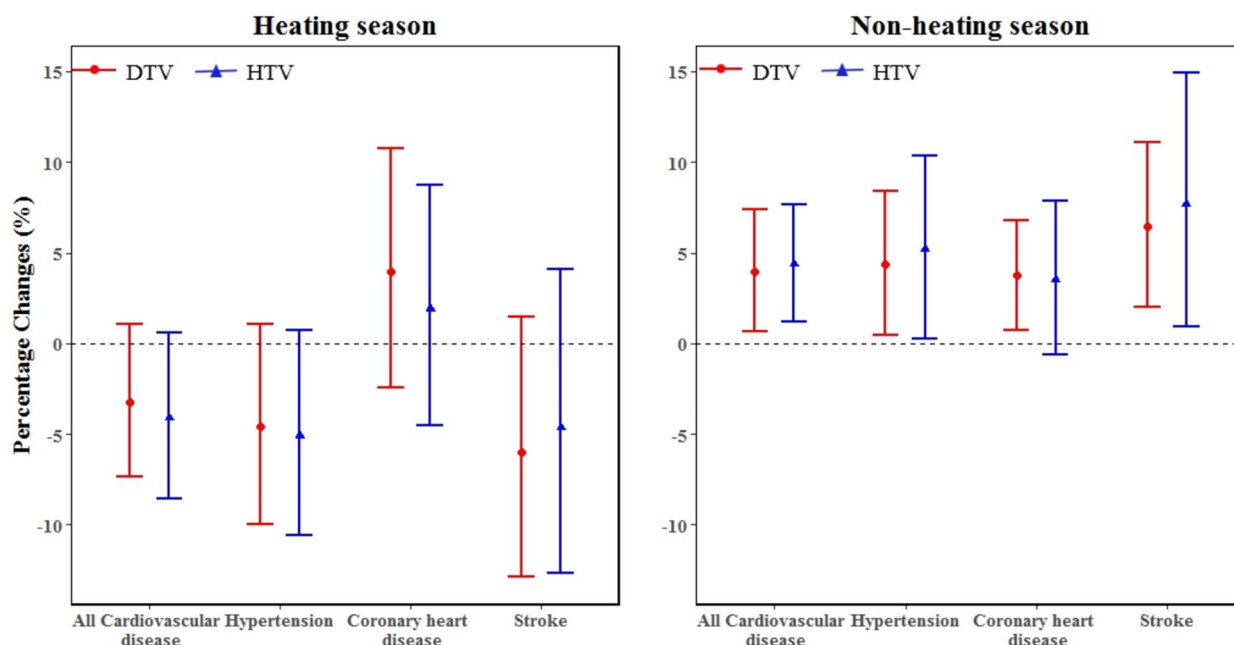 Heating season
Non-heating season
DTV HTV
DTV HTV
Percentage Changes (%)
15
10
5
0
-5
-10
15
10
5
0
-5
-10
All Cardiovascular
disease
Hypertension
Coronary heart
disease
Stroke
All Cardiovascular
disease
Hypertension
Coronary heart
disease
Stroke